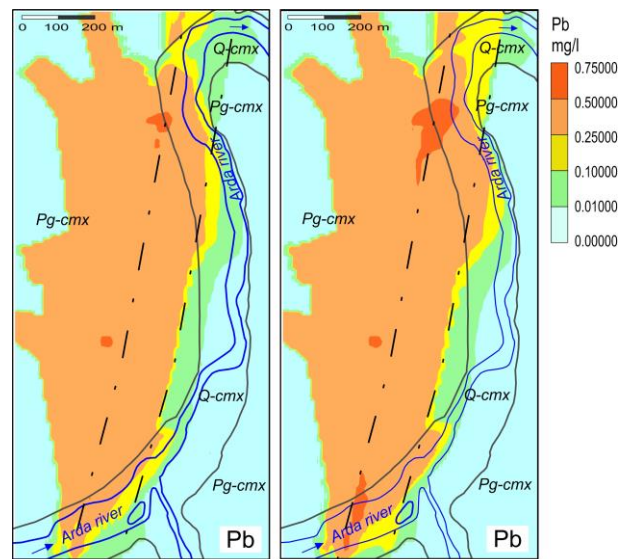 0 100 200 m
Q-cmx
Pg-cmx
Arda river
Pg-cmx
Q-cmx
Pg-cmx
Arda river
Pb
0 100 200 m
Q-cmx
Pg-cmx
Arda river
Pg-cmx
Q-cmx
Pg-cmx
Arda river
Pb
Pb
mg/l
0.75000
0.50000
0.25000
0.10000
0.01000
0.00000